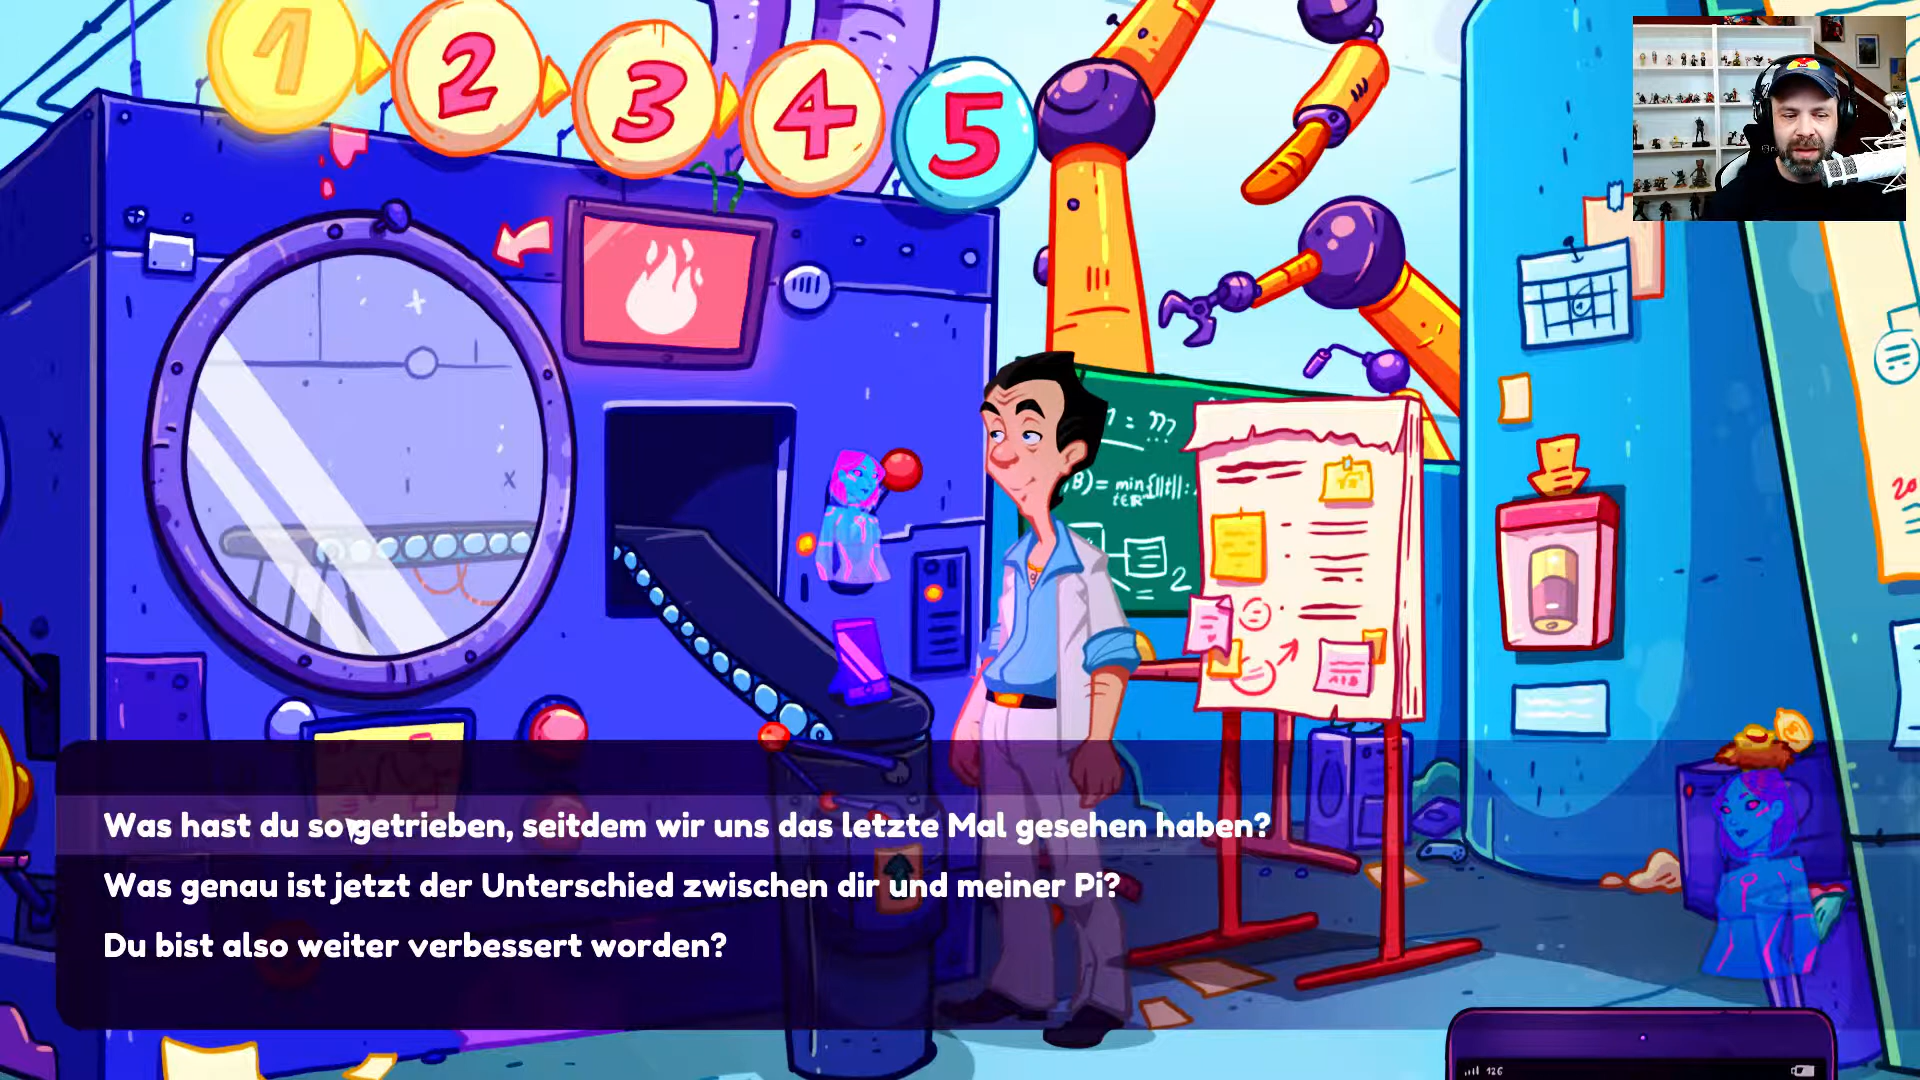 1
2
3
4
5
Was hast du so getrieben, seitdem wir uns das letzte Mal gesehen haben?
Was genau ist jetzt der Unterschied zwischen dir und meiner Pi?
Du bist also weiter verbessert worden?